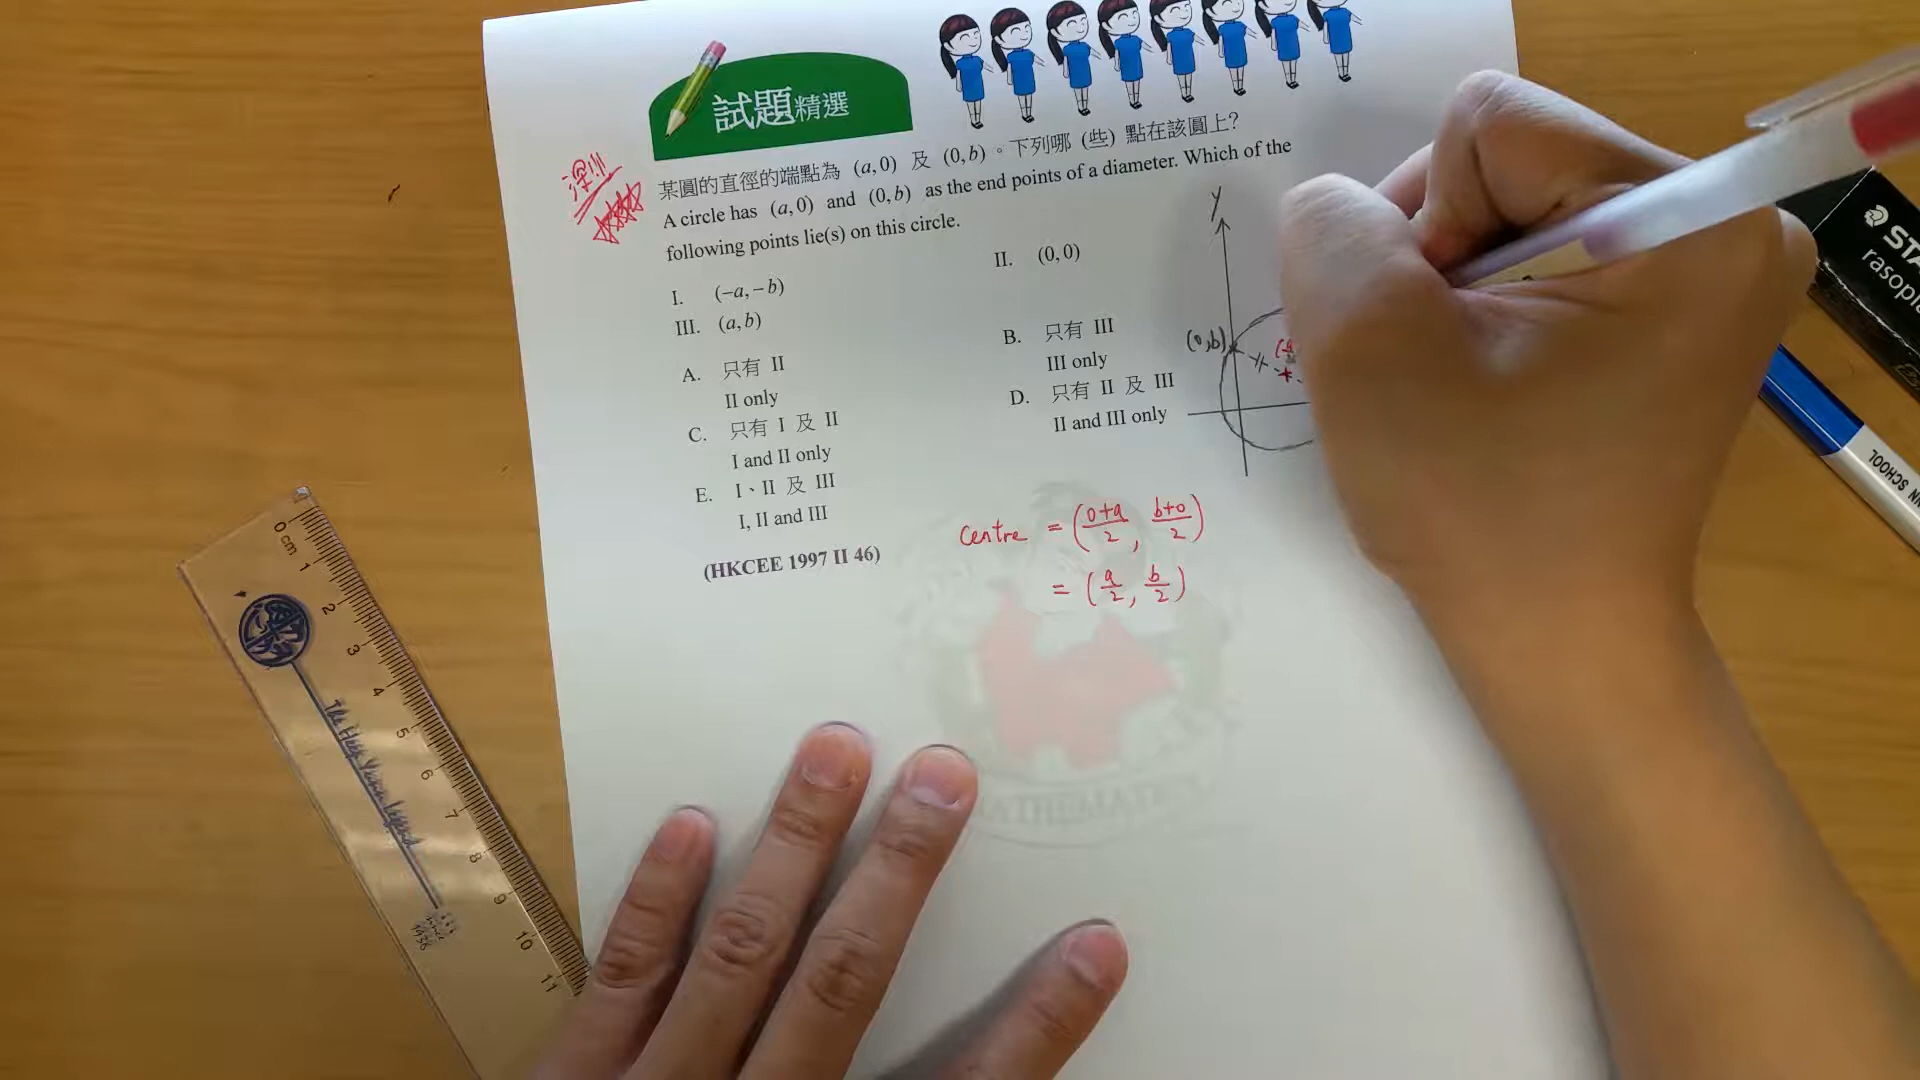 試題精選
深!!!
某圓的直徑的端點為 (a,0) 及 (0,b)。下列哪 (些) 點在該圓上?
A circle has (a,0) and (0,b) as the end points of a diameter. Which of the
following points lie(s) on this circle.
I. (−a,−b)
II. (0,0)
III. (a,b)
A. 只有 II
II only
B. 只有 III
III only
C. 只有 I 及 II
I and II only
D. 只有 II 及 III
II and III only
E. I、II 及 III
I, II and III
(HKCEE 1997 II 46)
y
(0,b)
Centre = (0+a/2, b+0/2)
= (a/2, b/2)
MATHEMAT
0 cm 1 2 3 4 5 6 7 8 9 10 11
1936
STA
rasopla
SCHOOL